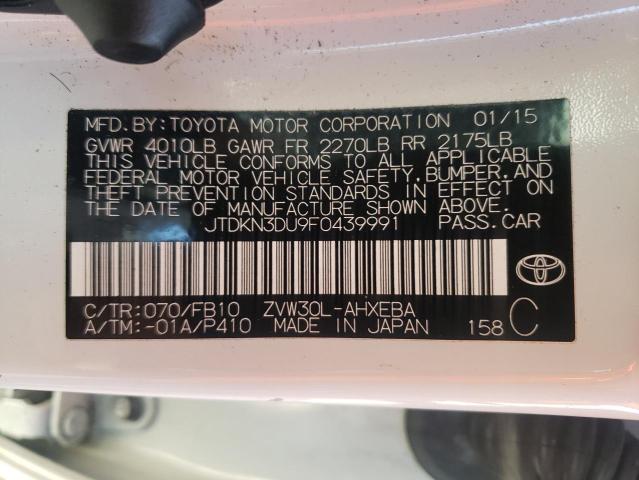 MFD. BY: TOYOTA MOTOR CORPORATION 01/15
GVWR 4010LB GAWR FR 2270LB RR 2175LB
THIS VEHICLE CONFORMS TO ALL APPLICABLE
FEDERAL MOTOR VEHICLE SAFETY, BUMPER, AND
THEFT PREVENTION STANDARDS IN EFFECT ON
THE DATE OF MANUFACTURE SHOWN ABOVE.
JTDKN3DU9F0439991 PASS. CAR
C/TR: 070/FB10 ZVW30L-AHXEBA
A/TM: -01A/P410 MADE IN JAPAN 158 C